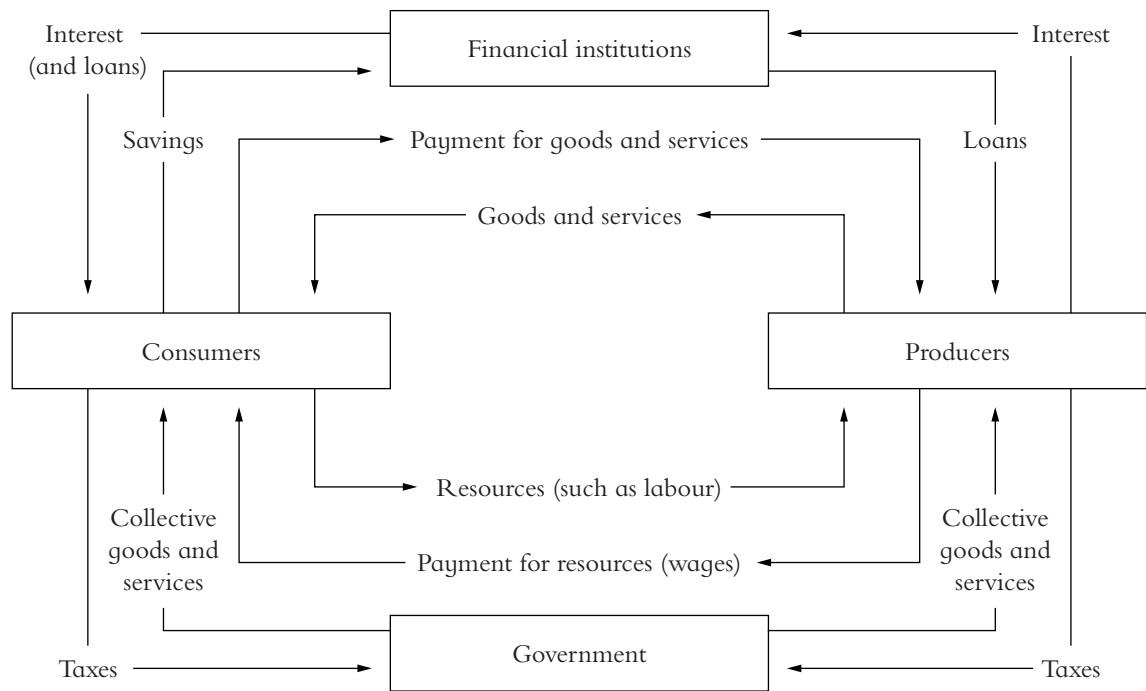 Interest
(and loans)
Financial institutions
Interest
Savings
Payment for goods and services
Loans
Goods and services
Consumers
Producers
Resources (such as labour)
Collective
goods and
services
Collective
goods and
services
Payment for resources (wages)
Government
Taxes
Taxes